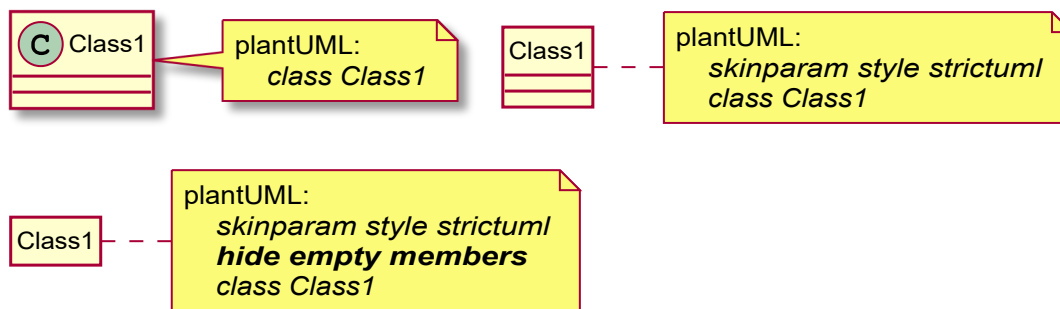 C Class1
plantUML:
class Class1
Class1
plantUML:
skinparam style strictuml
class Class1
Class1
plantUML:
skinparam style strictuml
hide empty members
class Class1